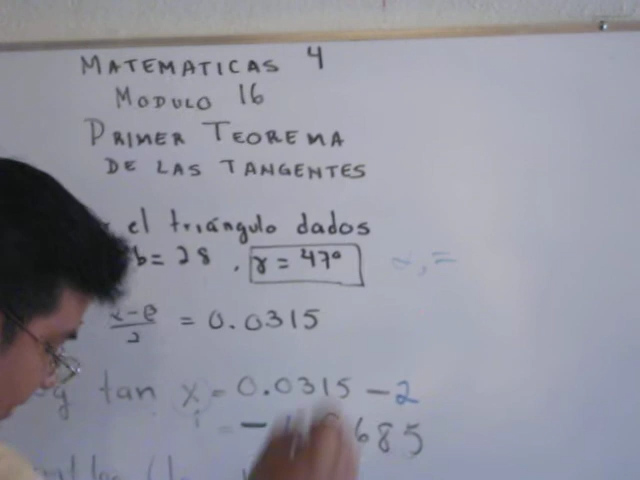 MATEMATICAS 4
MODULO 16
PRIMER TEOREMA
DE LAS TANGENTES
el triángulo dados
b= 28 , γ = 47°
= 0.0315
2
tan x = 0.0315 - 2
685